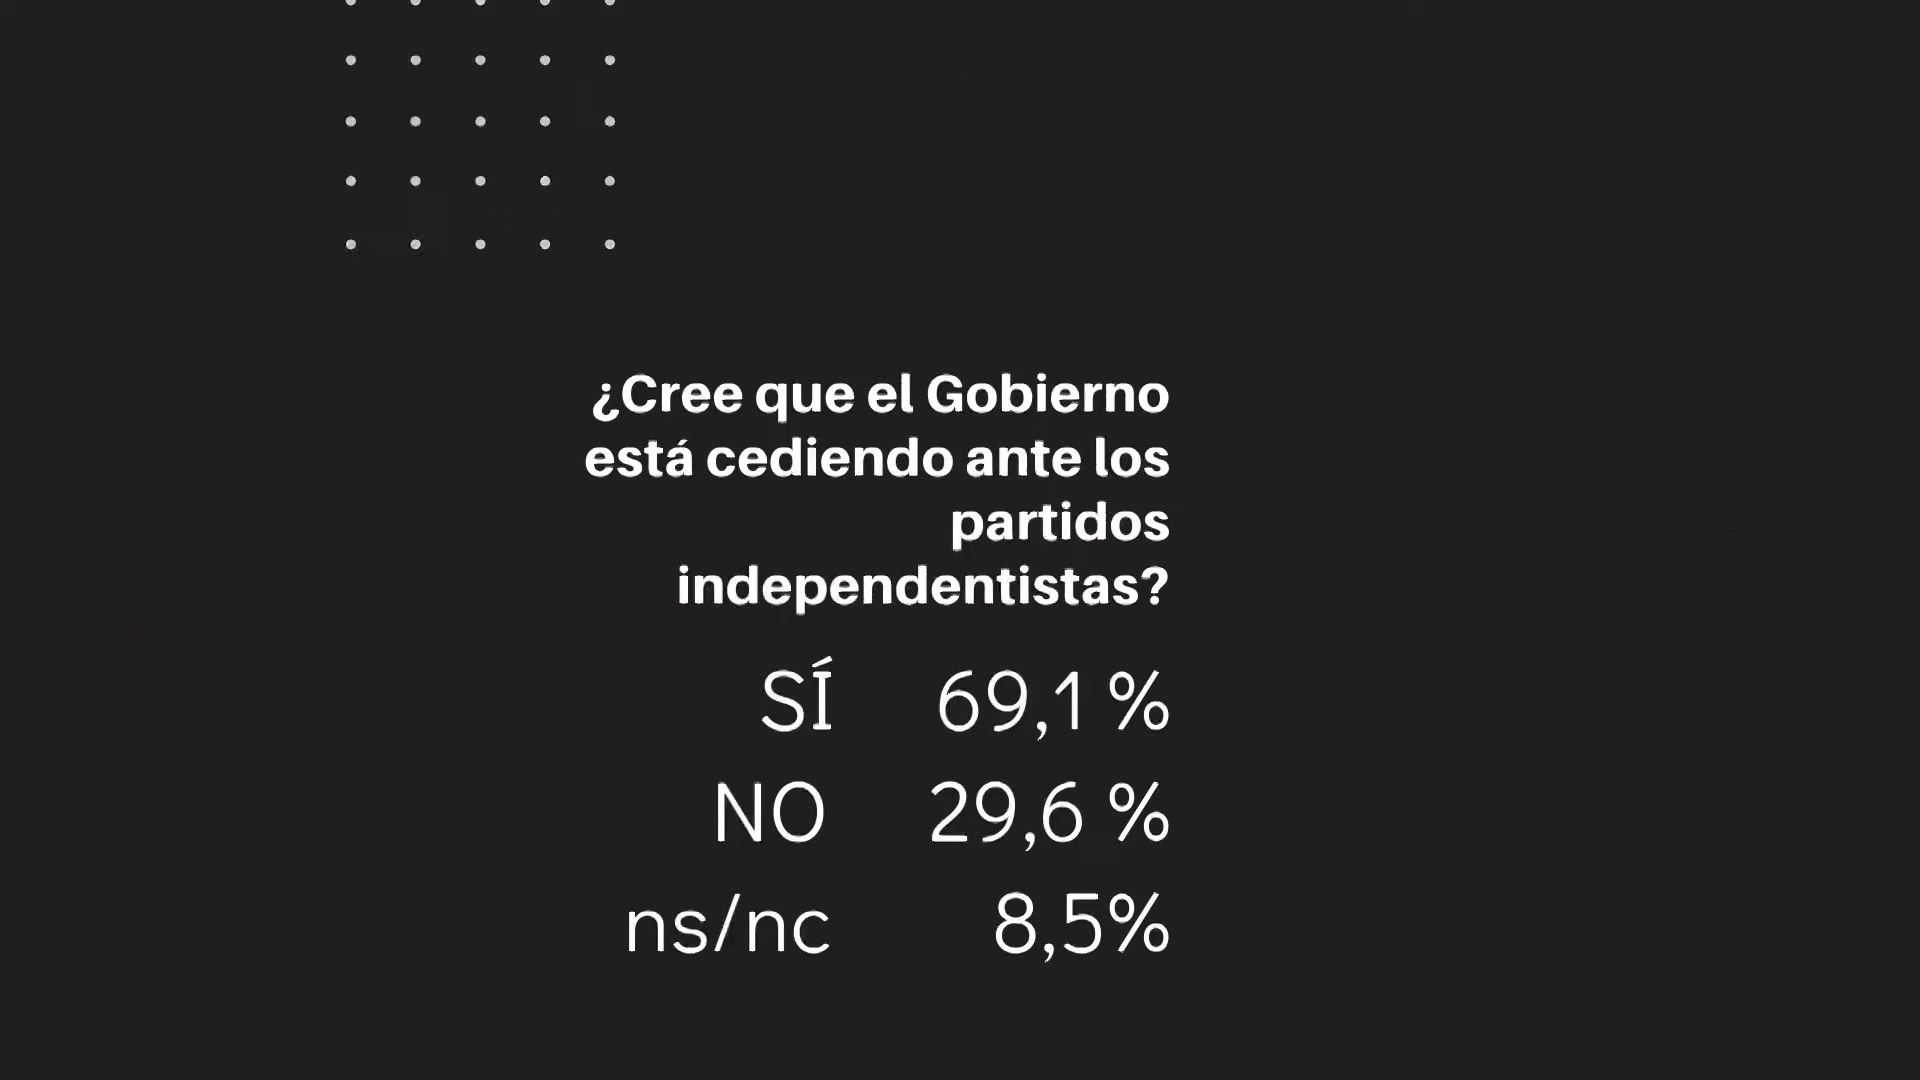 ¿Cree que el Gobierno
está cediendo ante los
partidos
independentistas?
SÍ 69,1 %
NO 29,6 %
ns/nc 8,5%